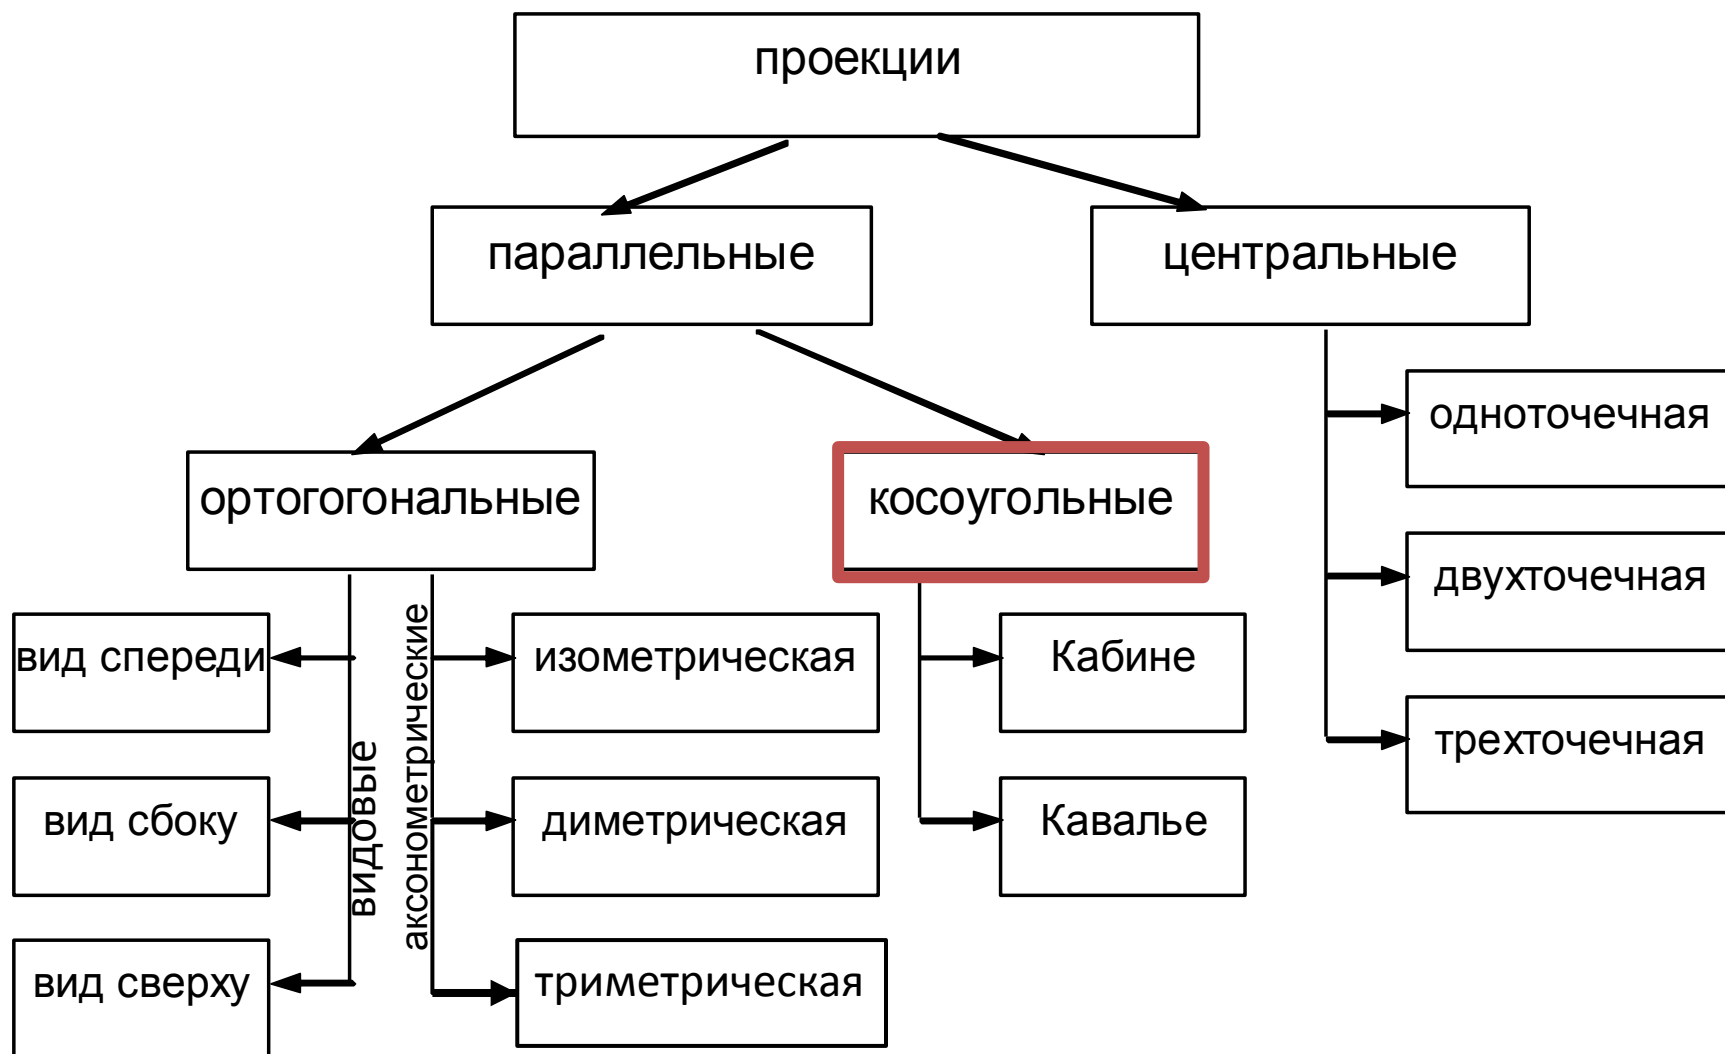 проекции
параллельные
центральные
одноточечная
ортогогональные
косоугольные
двухточечная
вид спереди
изометрическая
Кабине
трехточечная
видовые
аксонометрические
вид сбоку
диметрическая
Кавалье
вид сверху
триметрическая